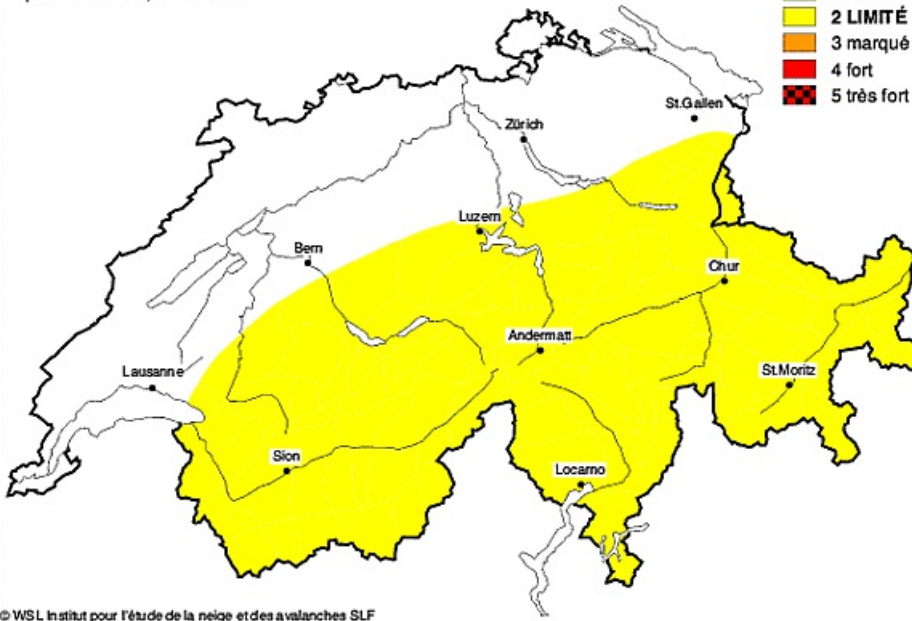 2 LIMITÉ
3 marqué
4 fort
5 très fort
St.Gallen
Zürich
Luzern
Bern
Chur
Andermatt
Lausanne
St.Moritz
Sion
Locarno
© WSL Institut pour l'étude de la neige et des avalanches SLF